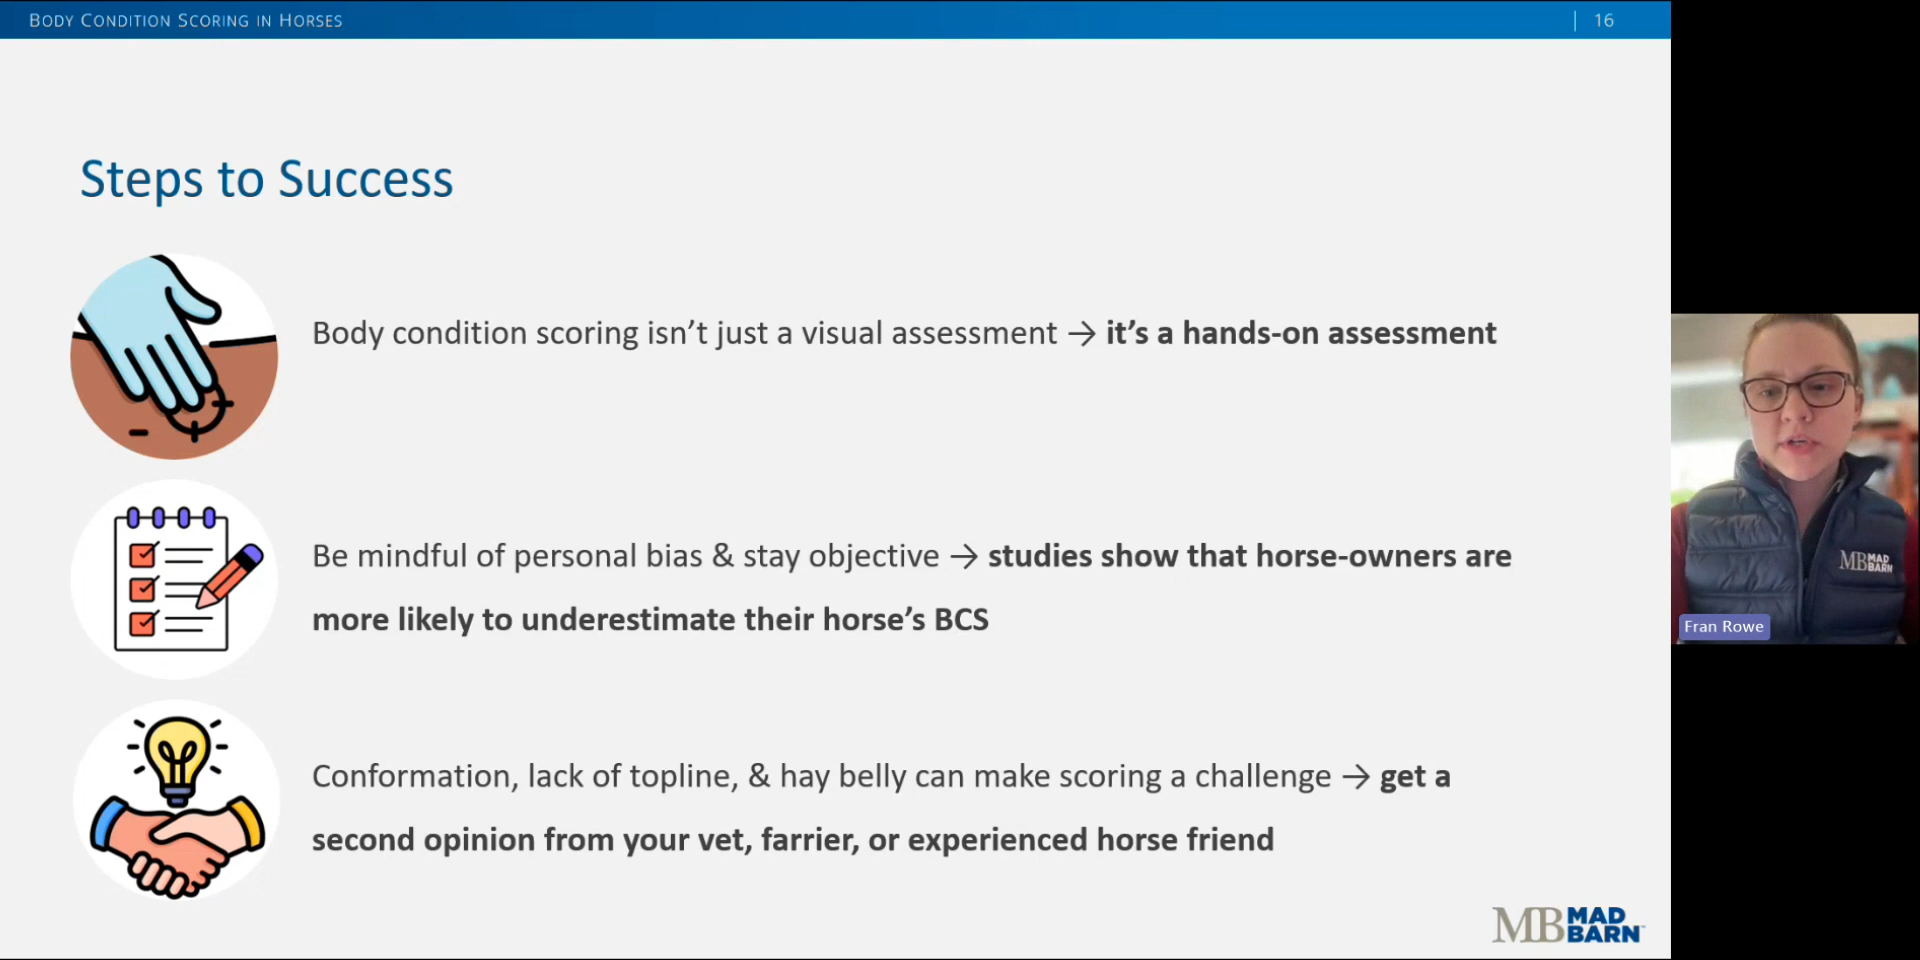 BODY CONDITION SCORING IN HORSES
16
Steps to Success
Body condition scoring isn’t just a visual assessment → it’s a hands-on assessment
Be mindful of personal bias & stay objective → studies show that horse-owners are
more likely to underestimate their horse’s BCS
Conformation, lack of topline, & hay belly can make scoring a challenge → get a
second opinion from your vet, farrier, or experienced horse friend
MB MAD
BARN
MB MAD
BARN
Fran Rowe